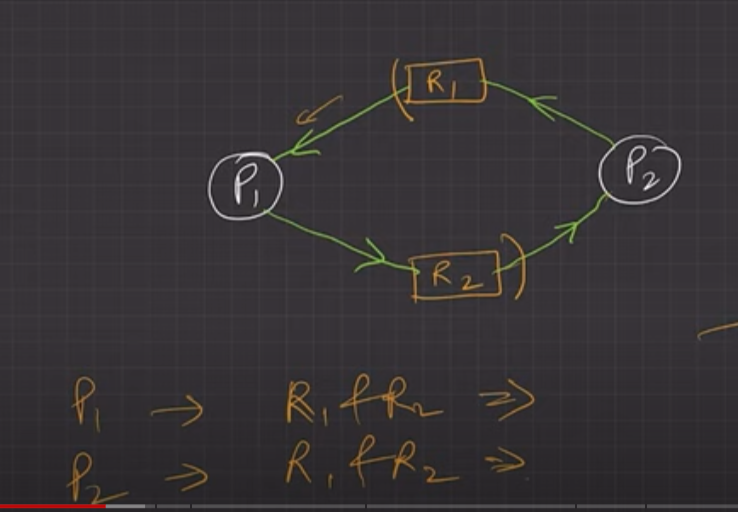 R1
P1
P2
R2
P1 → R1 & R2 ⇒
P2 → R1 & R2 ⇒